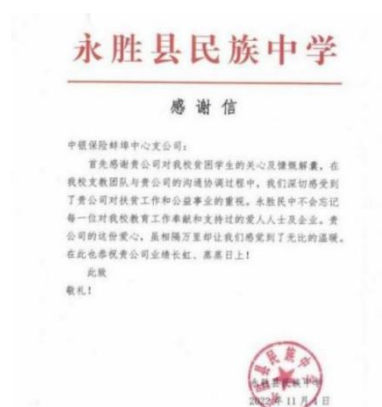 永胜县民族中学
感谢信
中银保险蚌埠中心支公司：
首先感谢贵公司对我校贫困学生的关心及慷慨解囊，在
我校支教团队与贵公司的沟通协调过程中，我们深切感受到
了贵公司对扶贫工作和公益事业的重视。永胜民中不会忘记
每一位对我校教育工作奉献和支持过的爱人人士及企业。贵
公司的这份爱心，虽相隔万里却让我们感觉到了无比的温暖。
在此也恭祝贵公司业绩长虹、蒸蒸日上！
此致
敬礼！
永胜县民族中学
2022年11月4日